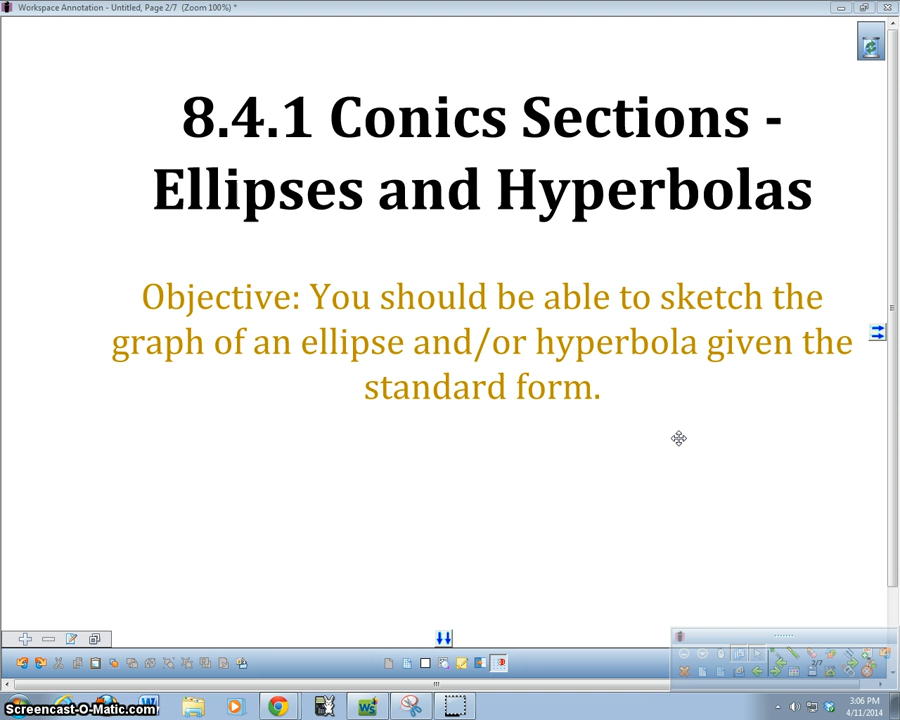 Workspace Annotation - Untitled, Page 2/7 (Zoom 100%) *
8.4.1 Conics Sections -
Ellipses and Hyperbolas
Objective: You should be able to sketch the
graph of an ellipse and/or hyperbola given the
standard form.
2/7
Screencast-O-Matic.com
3:06 PM
4/11/2014